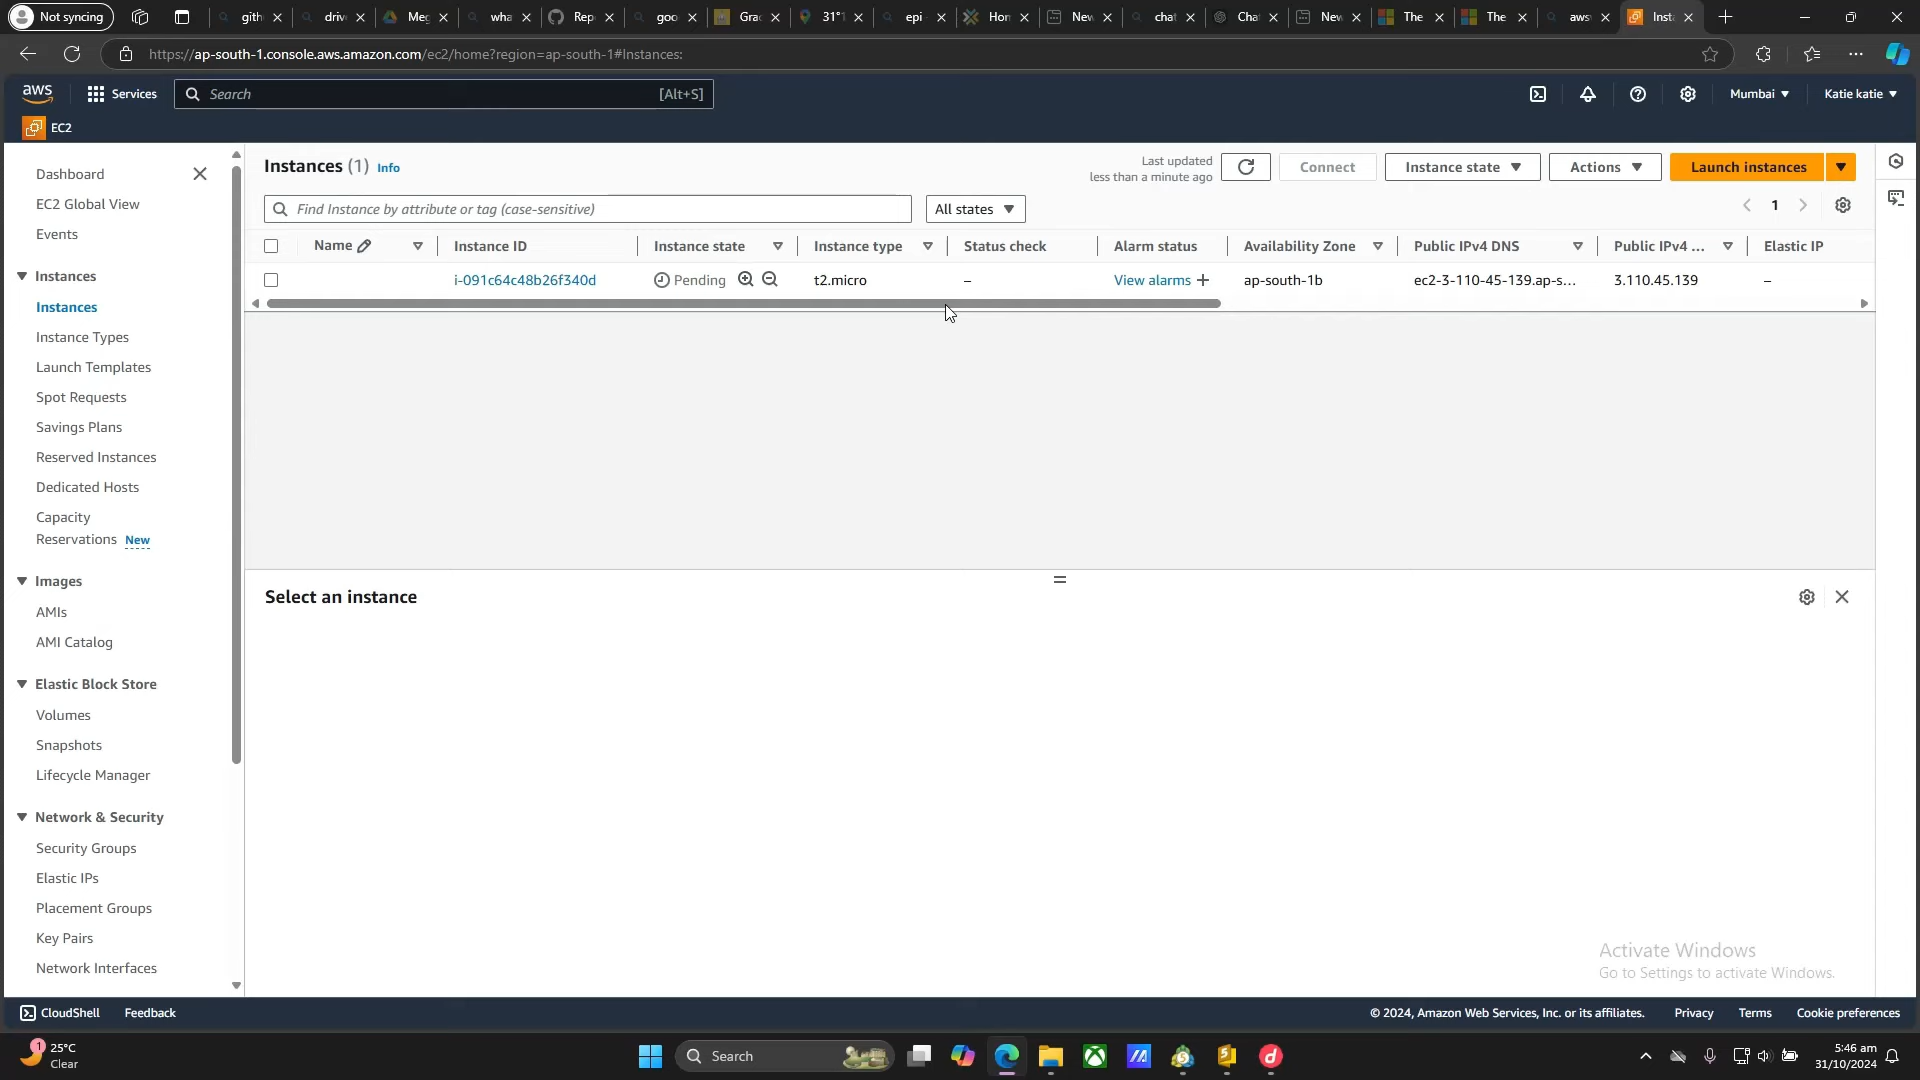 Not syncing
gith
driv
Meg
wha
Rep
goo
Grac
31°
epi
Hon
New
chat
Cha
New
The
The
aws
Inst
https://ap-south-1.console.aws.amazon.com/ec2/home?region=ap-south-1#Instances:
aws
Services
Search
[Alt+S]
Mumbai
Katie katie
EC2
Dashboard
EC2 Global View
Events
Instances
Instances
Instance Types
Launch Templates
Spot Requests
Savings Plans
Reserved Instances
Dedicated Hosts
Capacity
Reservations New
Images
AMIs
AMI Catalog
Elastic Block Store
Volumes
Snapshots
Lifecycle Manager
Network & Security
Security Groups
Elastic IPs
Placement Groups
Key Pairs
Network Interfaces
Instances (1) Info
Last updated
less than a minute ago
Connect
Instance state
Actions
Launch instances
Find Instance by attribute or tag (case-sensitive)
All states
1
Name
Instance ID
Instance state
Instance type
Status check
Alarm status
Availability Zone
Public IPv4 DNS
Public IPv4 ...
Elastic IP
i-091c64c48b26f340d
Pending
t2.micro
–
View alarms +
ap-south-1b
ec2-3-110-45-139.ap-s...
3.110.45.139
–
Select an instance
Activate Windows
Go to Settings to activate Windows.
CloudShell
Feedback
© 2024, Amazon Web Services, Inc. or its affiliates.
Privacy
Terms
Cookie preferences
1
25°C
Clear
Search
5:46 am
31/10/2024